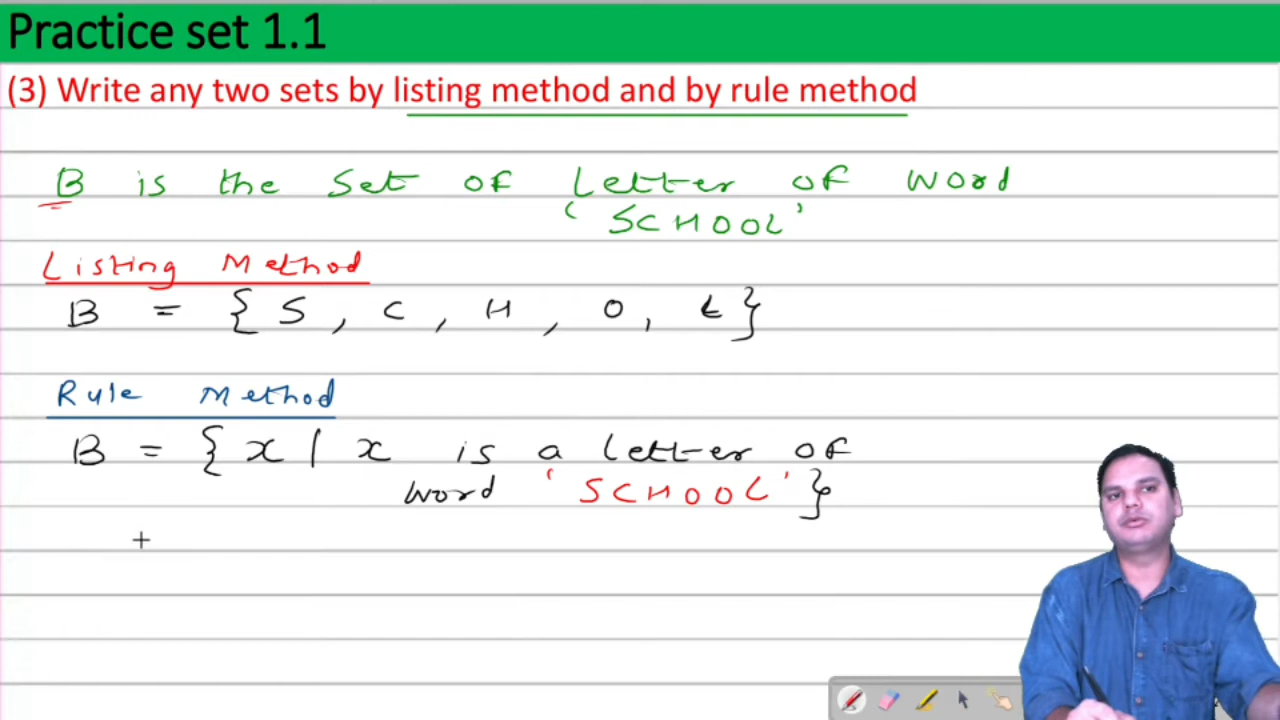 Practice set 1.1
(3) Write any two sets by listing method and by rule method
B is the set of letter of word
'SCHOOL'
Listing Method
B = {S, C, H, O, L}
Rule Method
B = {x | x is a letter of
word 'SCHOOL'}